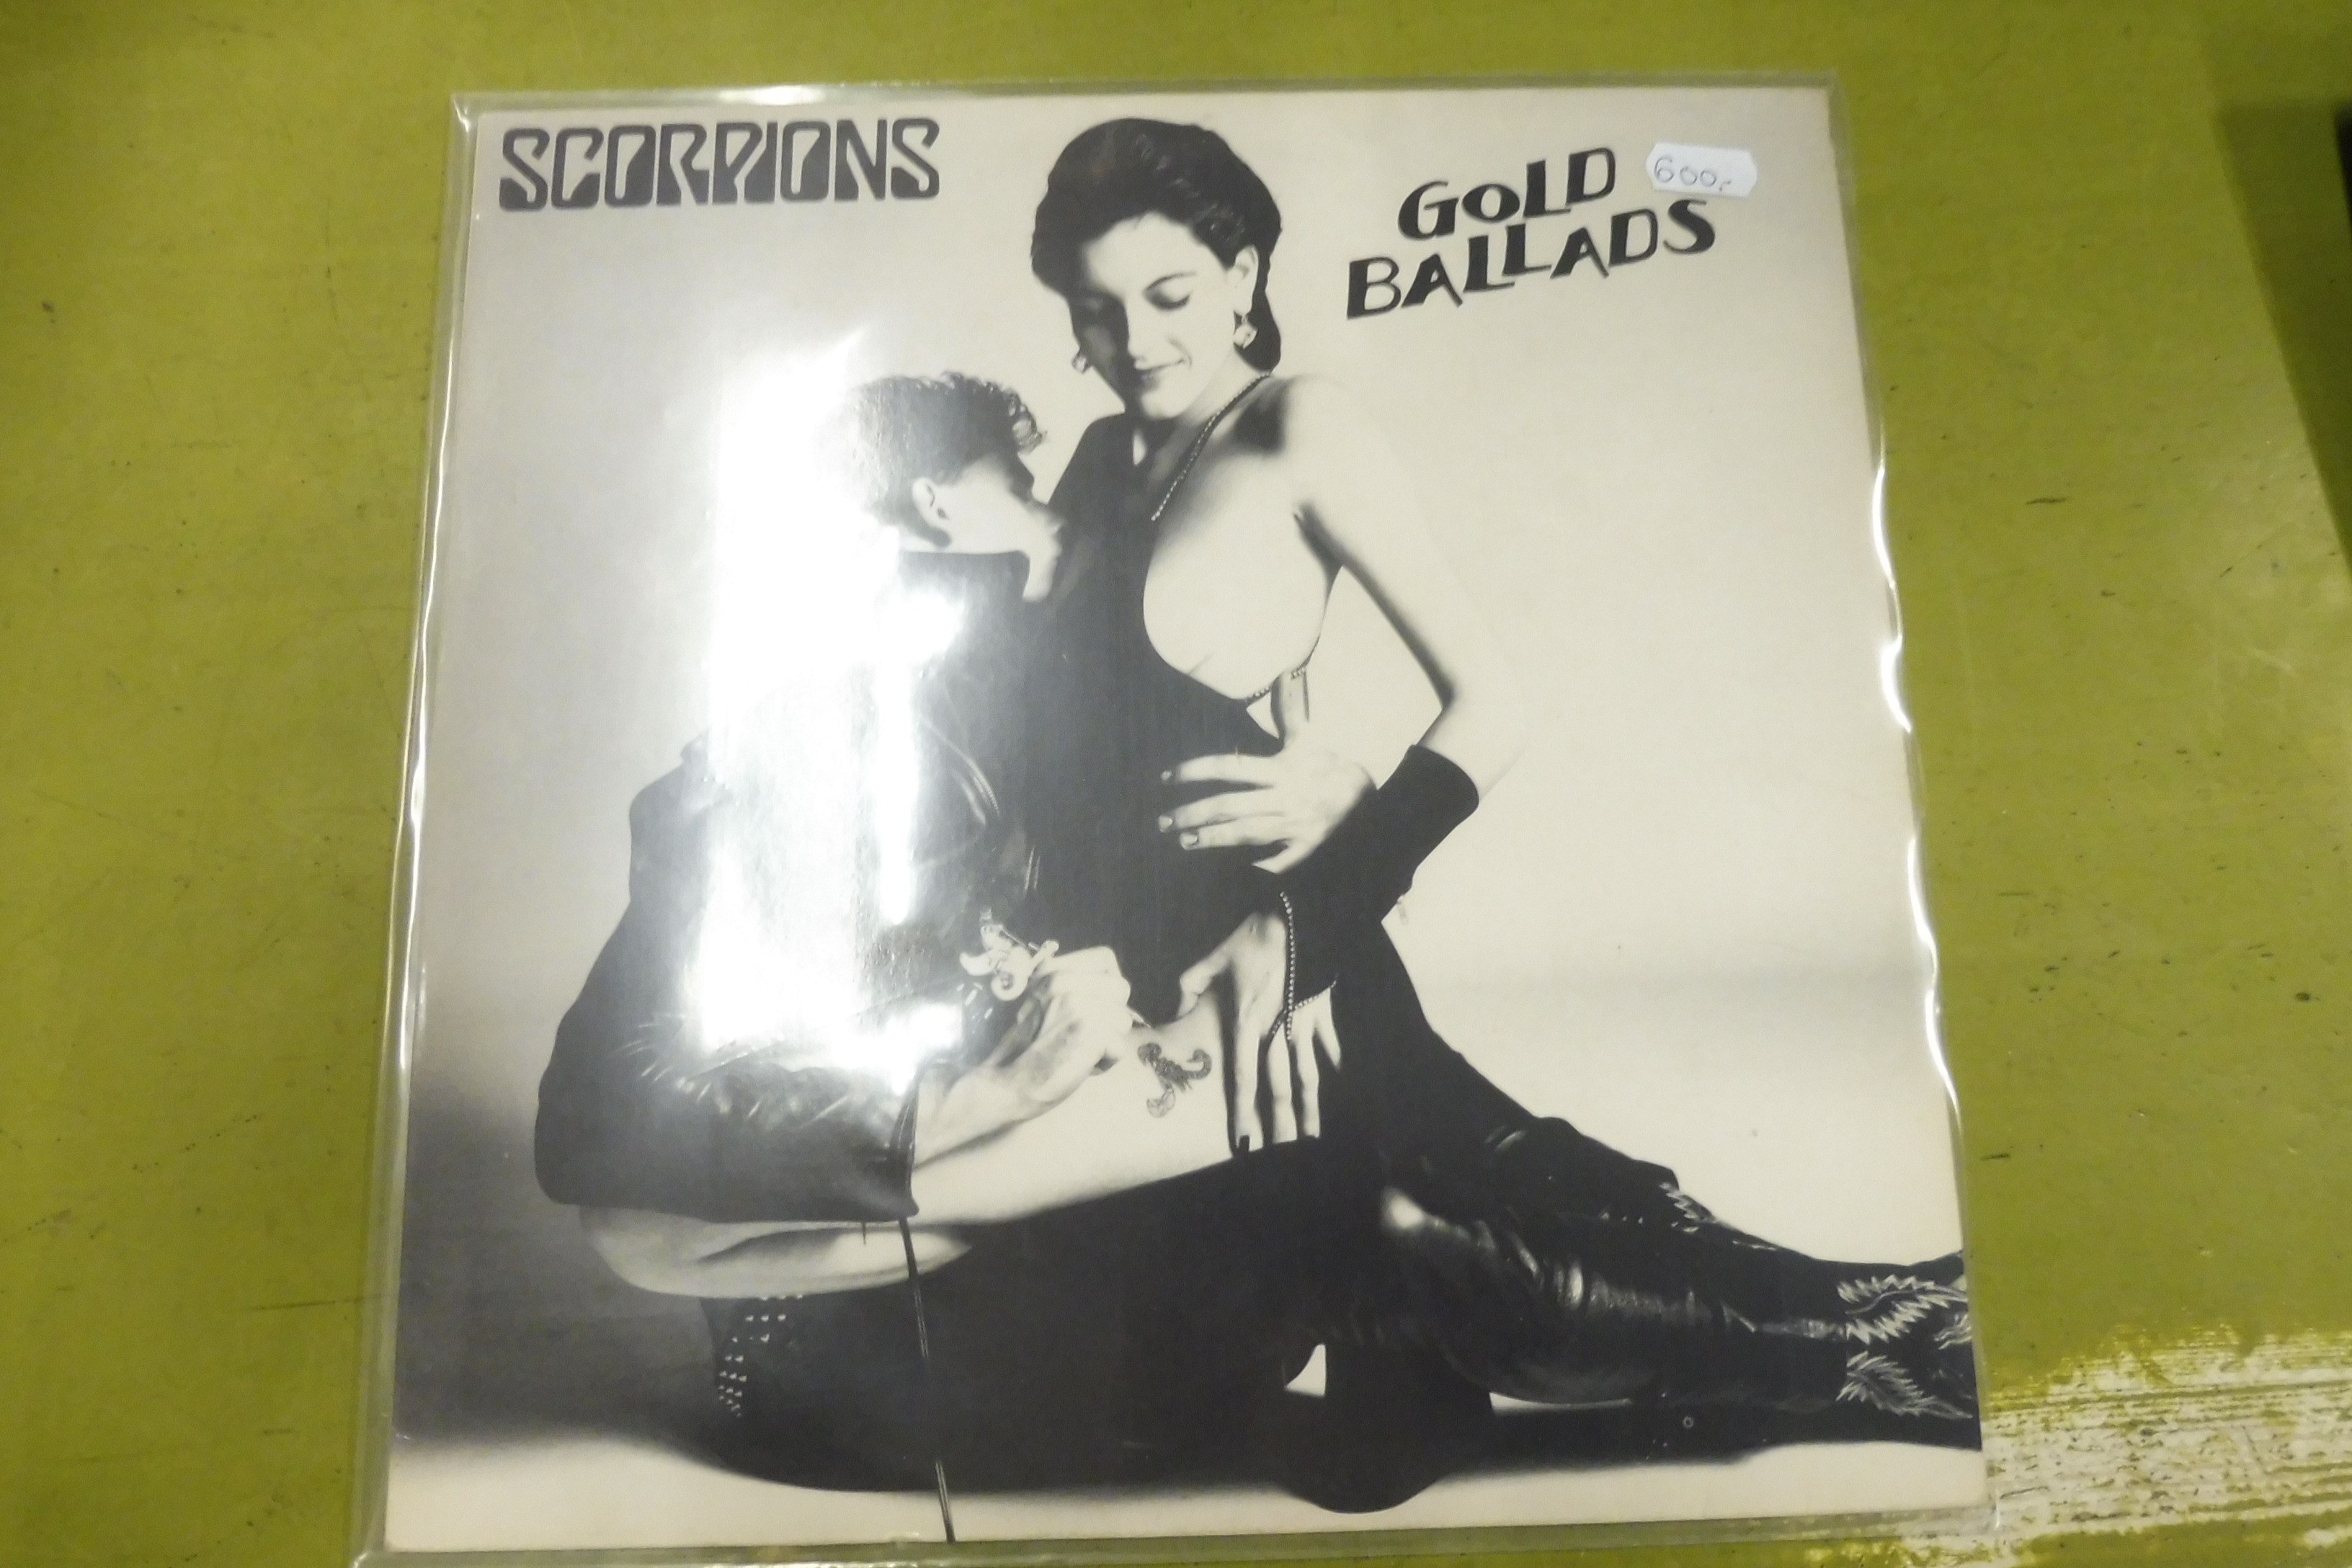 SCORPIONS
GOLD
BALLADS
600,-